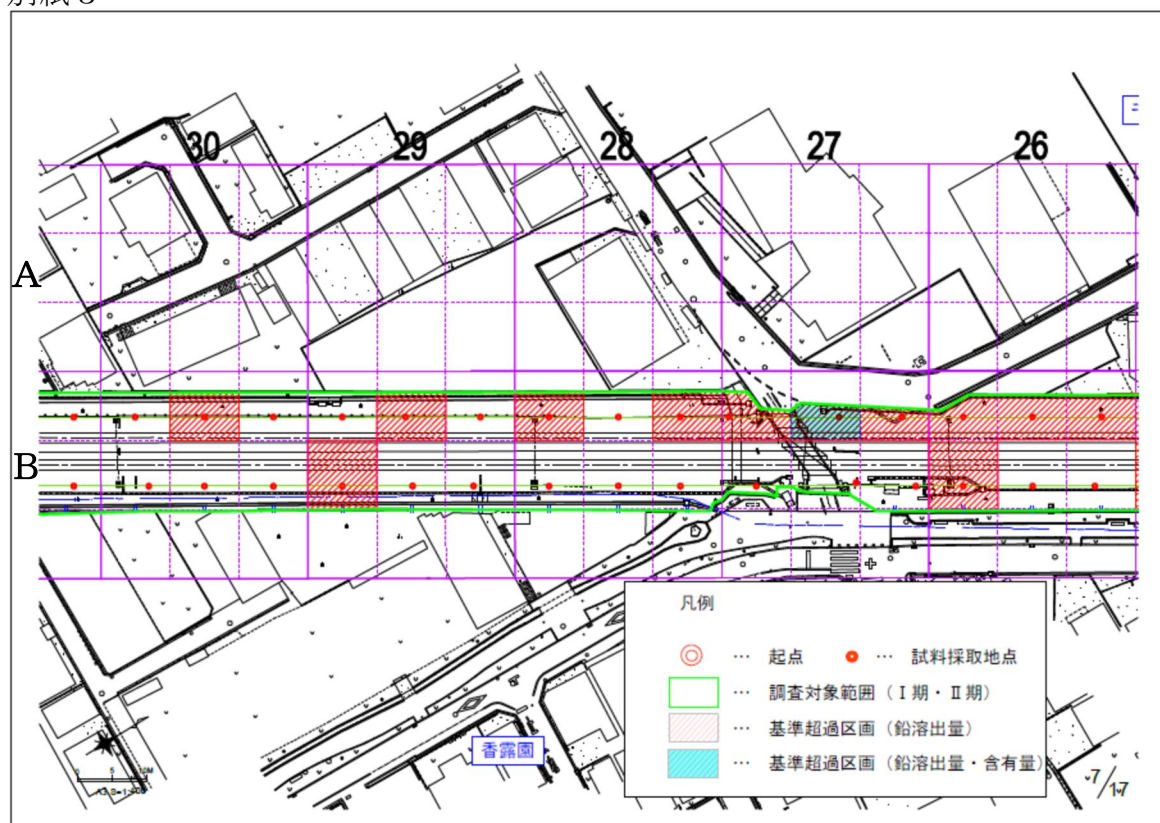 別紙3
30 29 28 27 26
A
B
凡例
◎ … 起点 ● … 試料採取地点
… 調査対象範囲(Ⅰ期・Ⅱ期)
… 基準超過区画(鉛溶出量)
… 基準超過区画(鉛溶出量・含有量)
香露園
0 5 10M
7/17